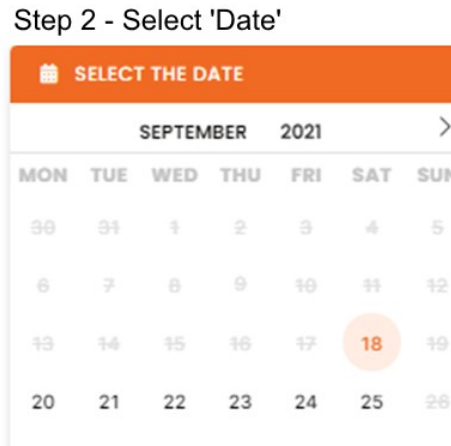 Step 2 - Select 'Date'
SELECT THE DATE
SEPTEMBER 2021
MON TUE WED THU FRI SAT SUN
30 31 1 2 3 4 5
6 7 8 9 10 11 12
13 14 15 16 17 18 19
20 21 22 23 24 25 26